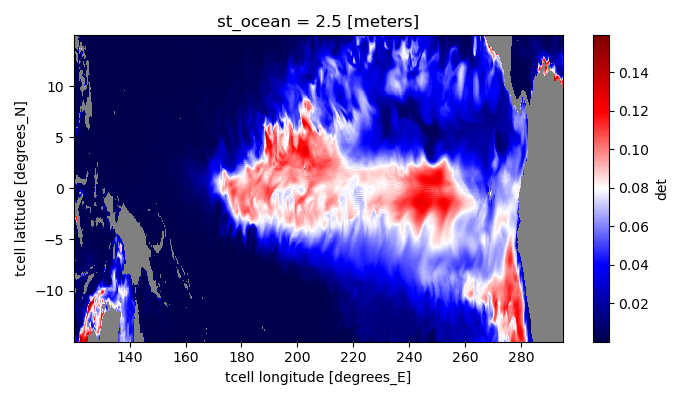 st_ocean = 2.5 [meters]
10
5
0
−5
−10
tcell latitude [degrees_N]
140 160 180 200 220 240 260 280
tcell longitude [degrees_E]
0.14
0.12
0.10
0.08
0.06
0.04
0.02
det